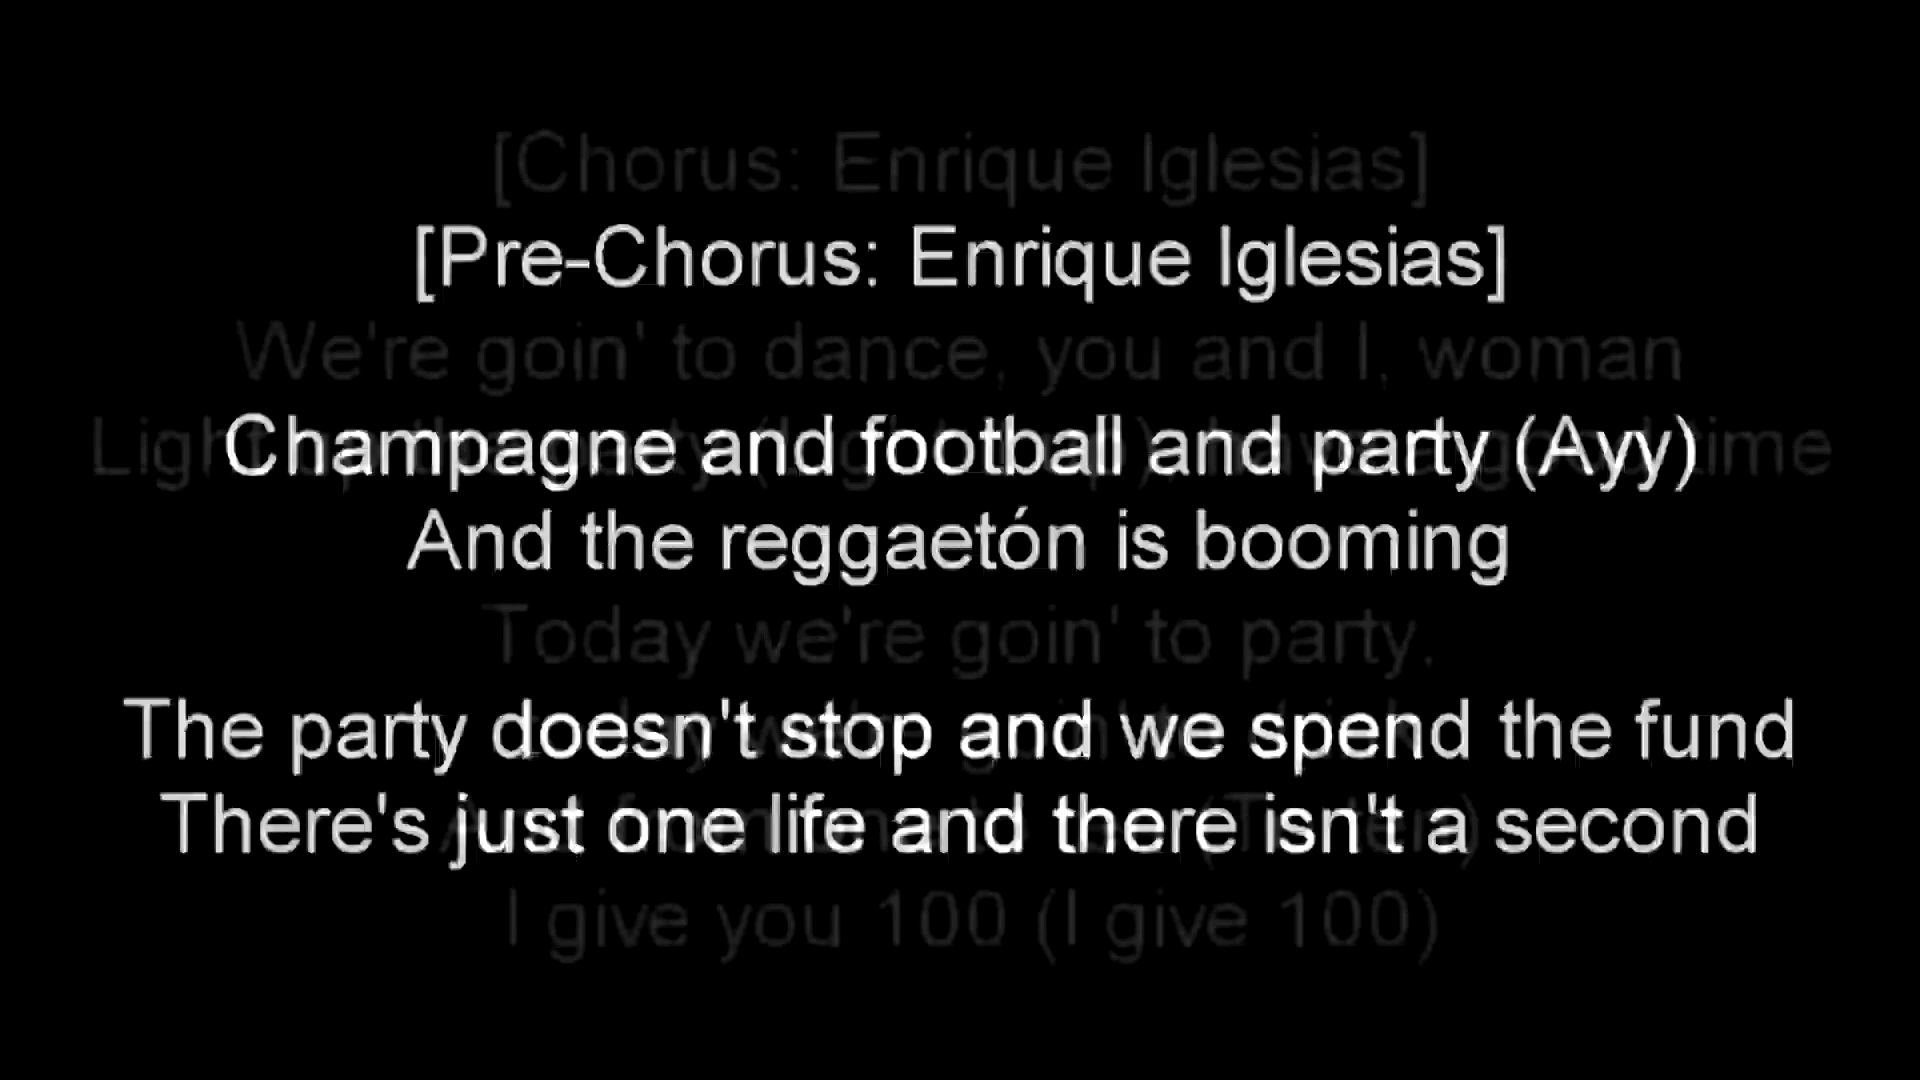 [Chorus: Enrique Iglesias]
[Pre-Chorus: Enrique Iglesias]
We're goin' to dance, you and I, woman
Champagne and football and party (Ayy)
Light time
And the reggaetón is booming
Today we're goin' to party,
The party doesn't stop and we spend the fund
There's just one life and there isn't a second
I give you 100 (I give 100)